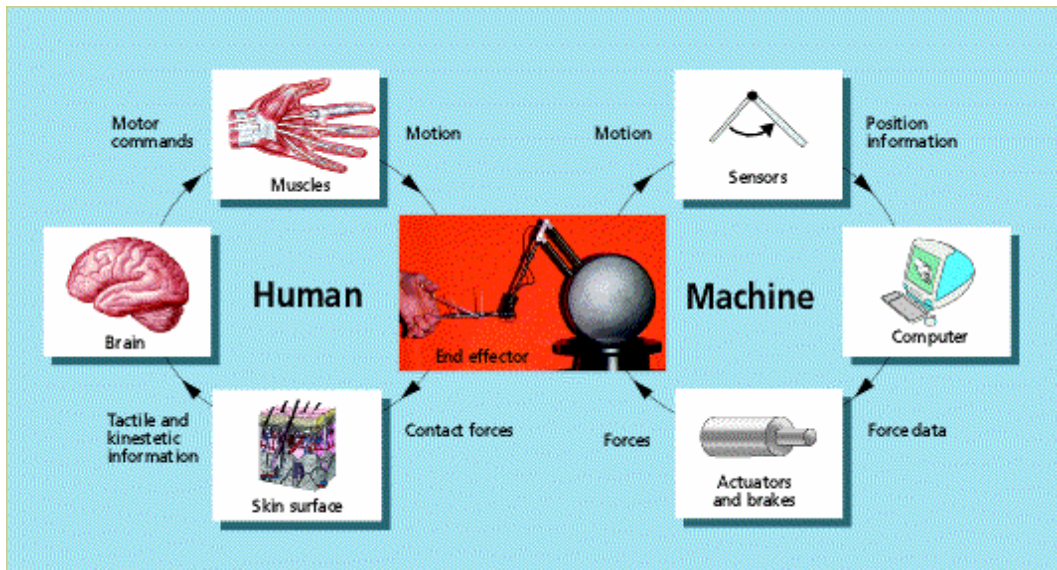 Motor
commands
Muscles
Motion
Motion
Sensors
Position
information
Brain
Human
End effector
Machine
Computer
Tactile and
kinestetic
information
Skin surface
Contact forces
Forces
Actuators
and brakes
Force data